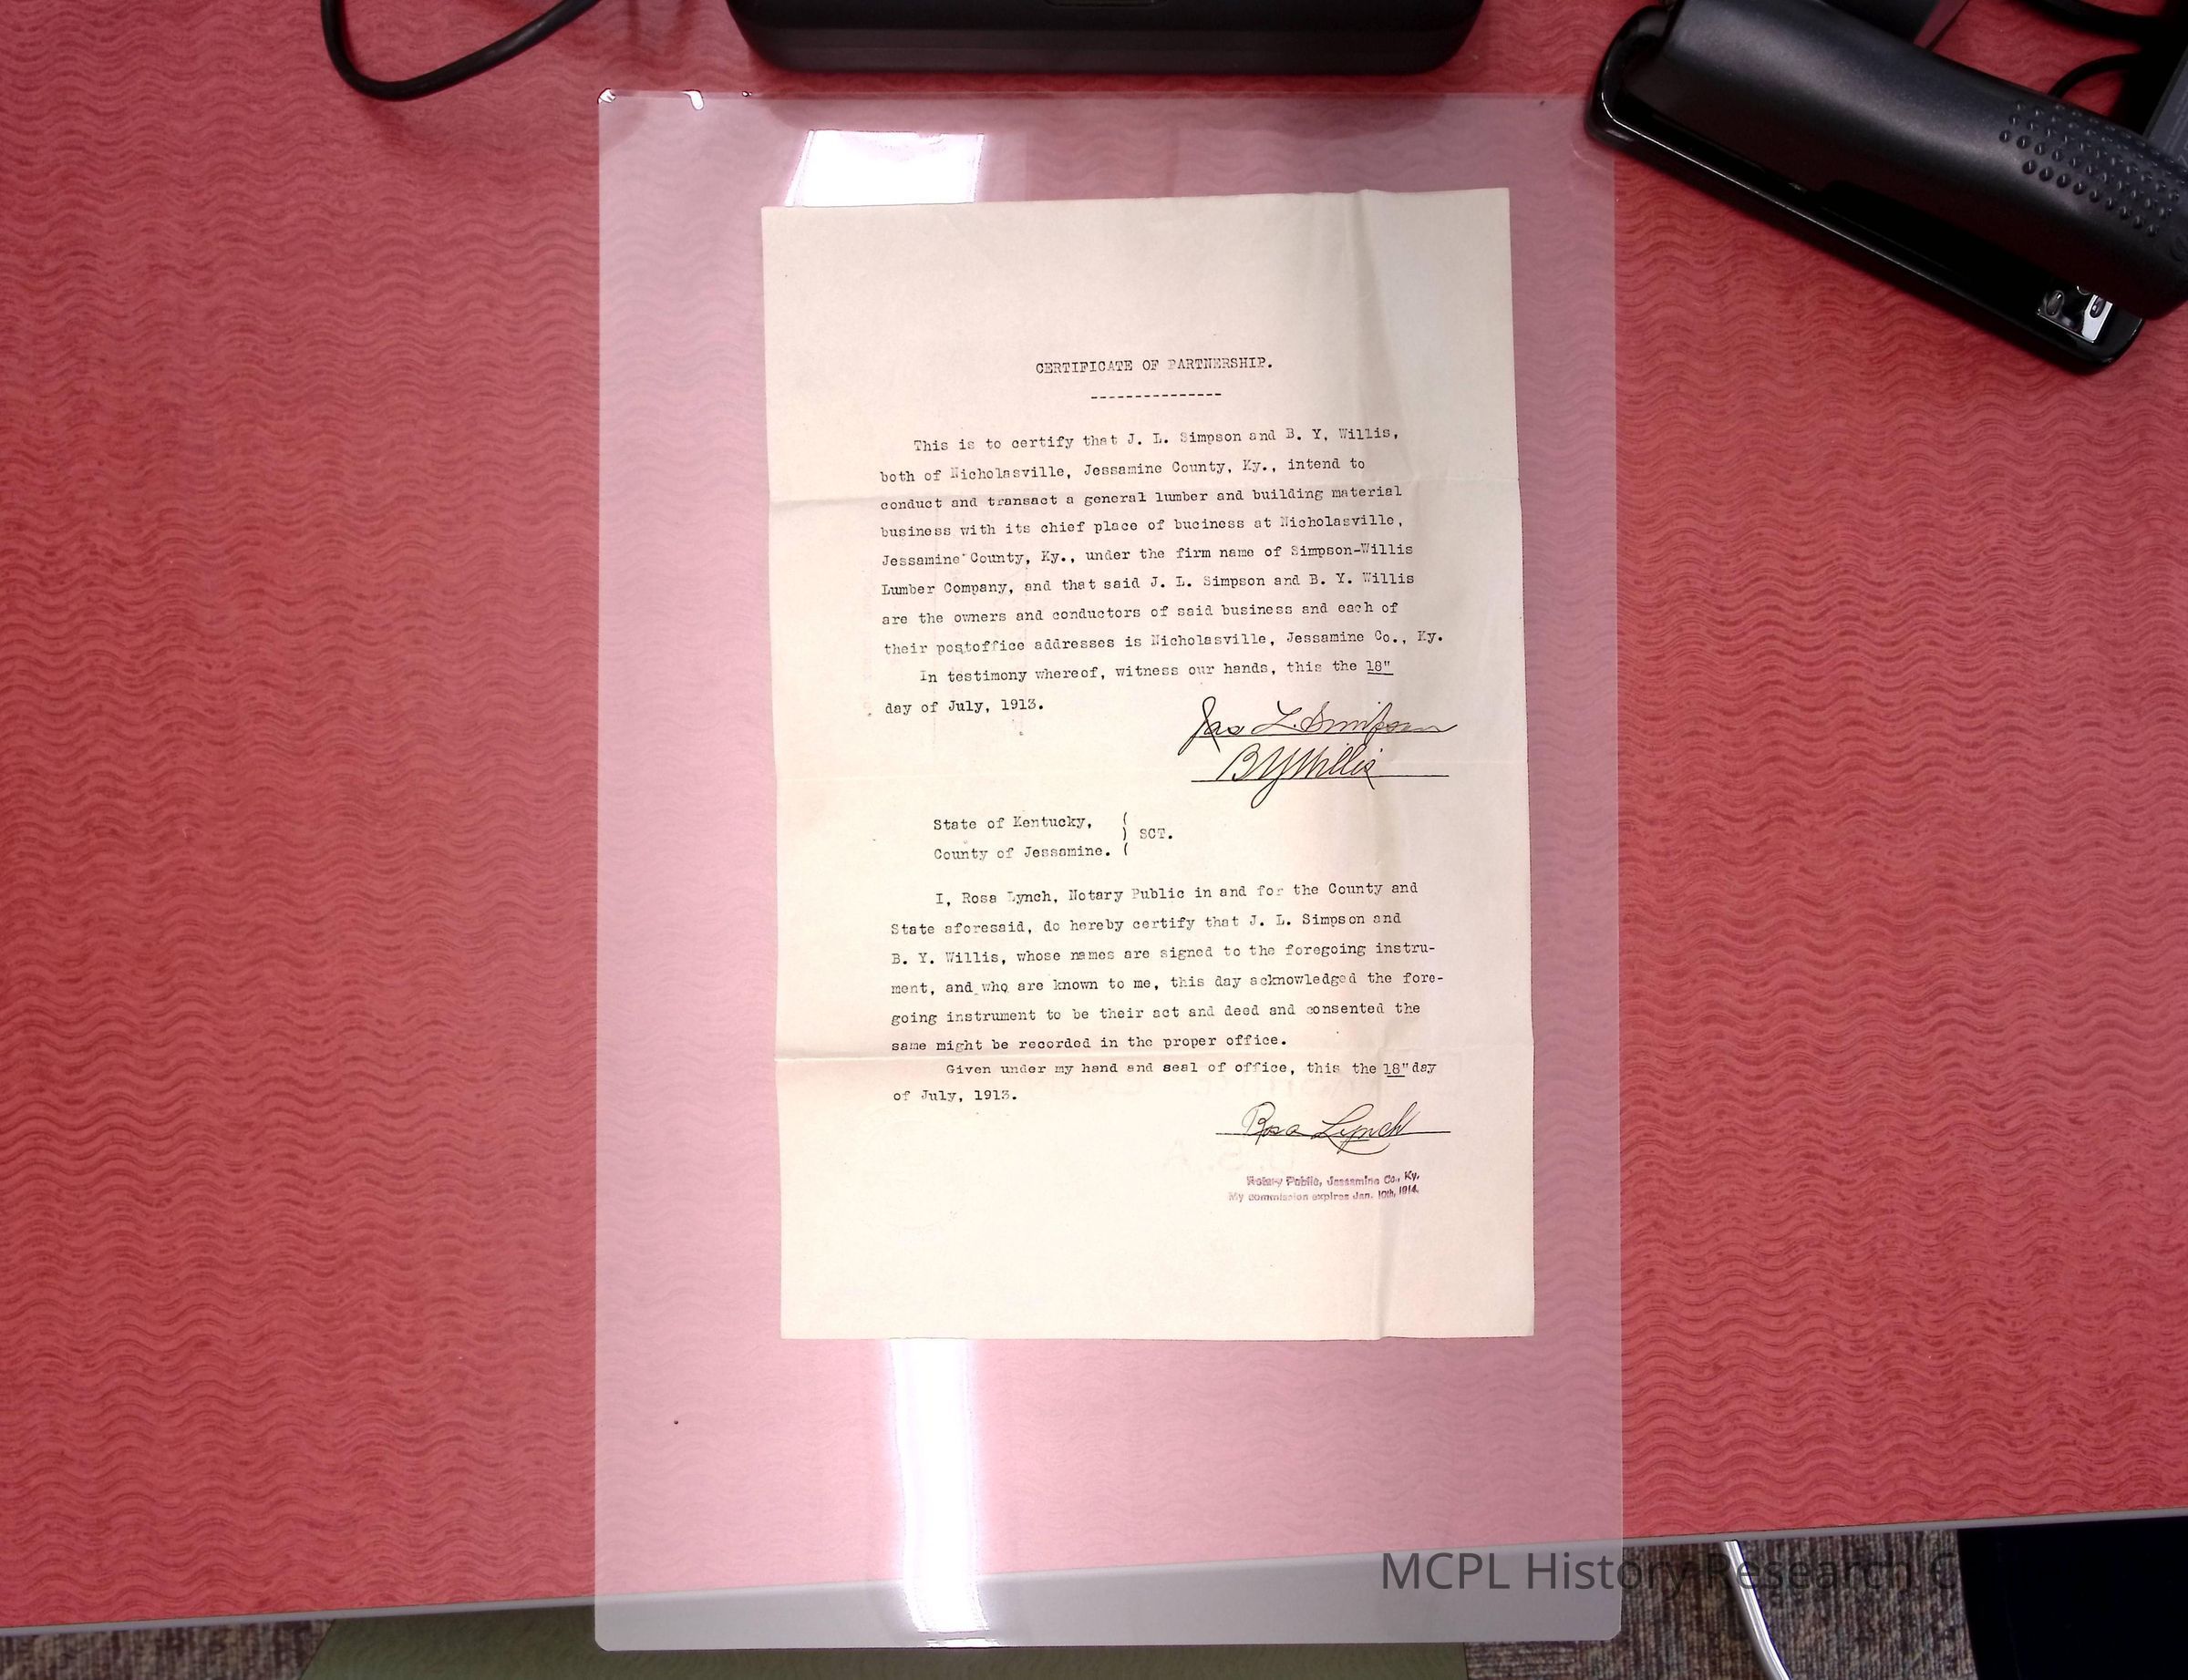 CERTIFICATE OF PARTNERSHIP.
---------------
This is to certify that J. L. Simpson and B. Y. Willis,
both of Nicholasville, Jessamine County, Ky., intend to
conduct and transact a general lumber and building material
business with its chief place of buciness at Nicholasville,
Jessamine County, Ky., under the firm name of Simpson-Willis
Lumber Company, and that said J. L. Simpson and B. Y. Willis
are the owners and conductors of said business and each of
their postoffice addresses is Nicholasville, Jessamine Co., Ky.
In testimony whereof, witness our hands, this the 18"
day of July, 1913.
Jas L. Simpson
B Y Willis
State of Kentucky, (
) SCT.
County of Jessamine. (
I, Rosa Lynch, Notary Public in and for the County and
State aforesaid, do hereby certify that J. L. Simpson and
B. Y. Willis, whose names are signed to the foregoing instru-
ment, and who are known to me, this day acknowledged the fore-
going instrument to be their act and deed and consented the
same might be recorded in the proper office.
Given under my hand and seal of office, this the 18" day
of July, 1913.
Rosa Lynch
Notary Public, Jessamine Co., Ky.
My commission expires Jan. 10th, 1914.
MCPL History Research C